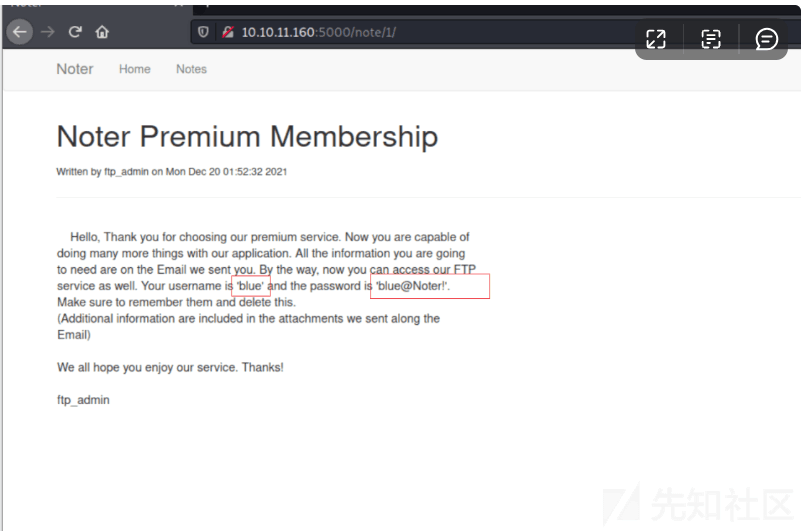 10.10.11.160:5000/note/1/
Noter Home Notes
Noter Premium Membership
Written by ftp_admin on Mon Dec 20 01:52:32 2021
Hello, Thank you for choosing our premium service. Now you are capable of
doing many more things with our application. All the information you are going
to need are on the Email we sent you. By the way, now you can access our FTP
service as well. Your username is 'blue' and the password is 'blue@Noter!'.
Make sure to remember them and delete this.
(Additional information are included in the attachments we sent along the
Email)
We all hope you enjoy our service. Thanks!
ftp_admin
先知社区